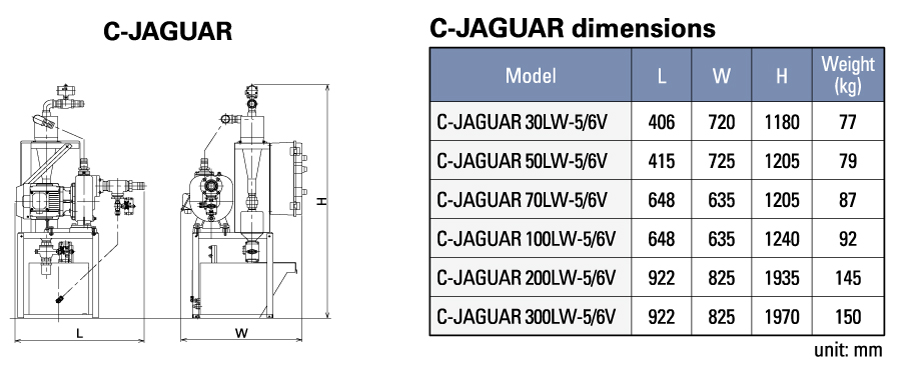 C-JAGUAR
H
L
W
C-JAGUAR dimensions
Model L W H Weight (kg)
C-JAGUAR 30LW-5/6V 406 720 1180 77
C-JAGUAR 50LW-5/6V 415 725 1205 79
C-JAGUAR 70LW-5/6V 648 635 1205 87
C-JAGUAR 100LW-5/6V 648 635 1240 92
C-JAGUAR 200LW-5/6V 922 825 1935 145
C-JAGUAR 300LW-5/6V 922 825 1970 150
unit: mm